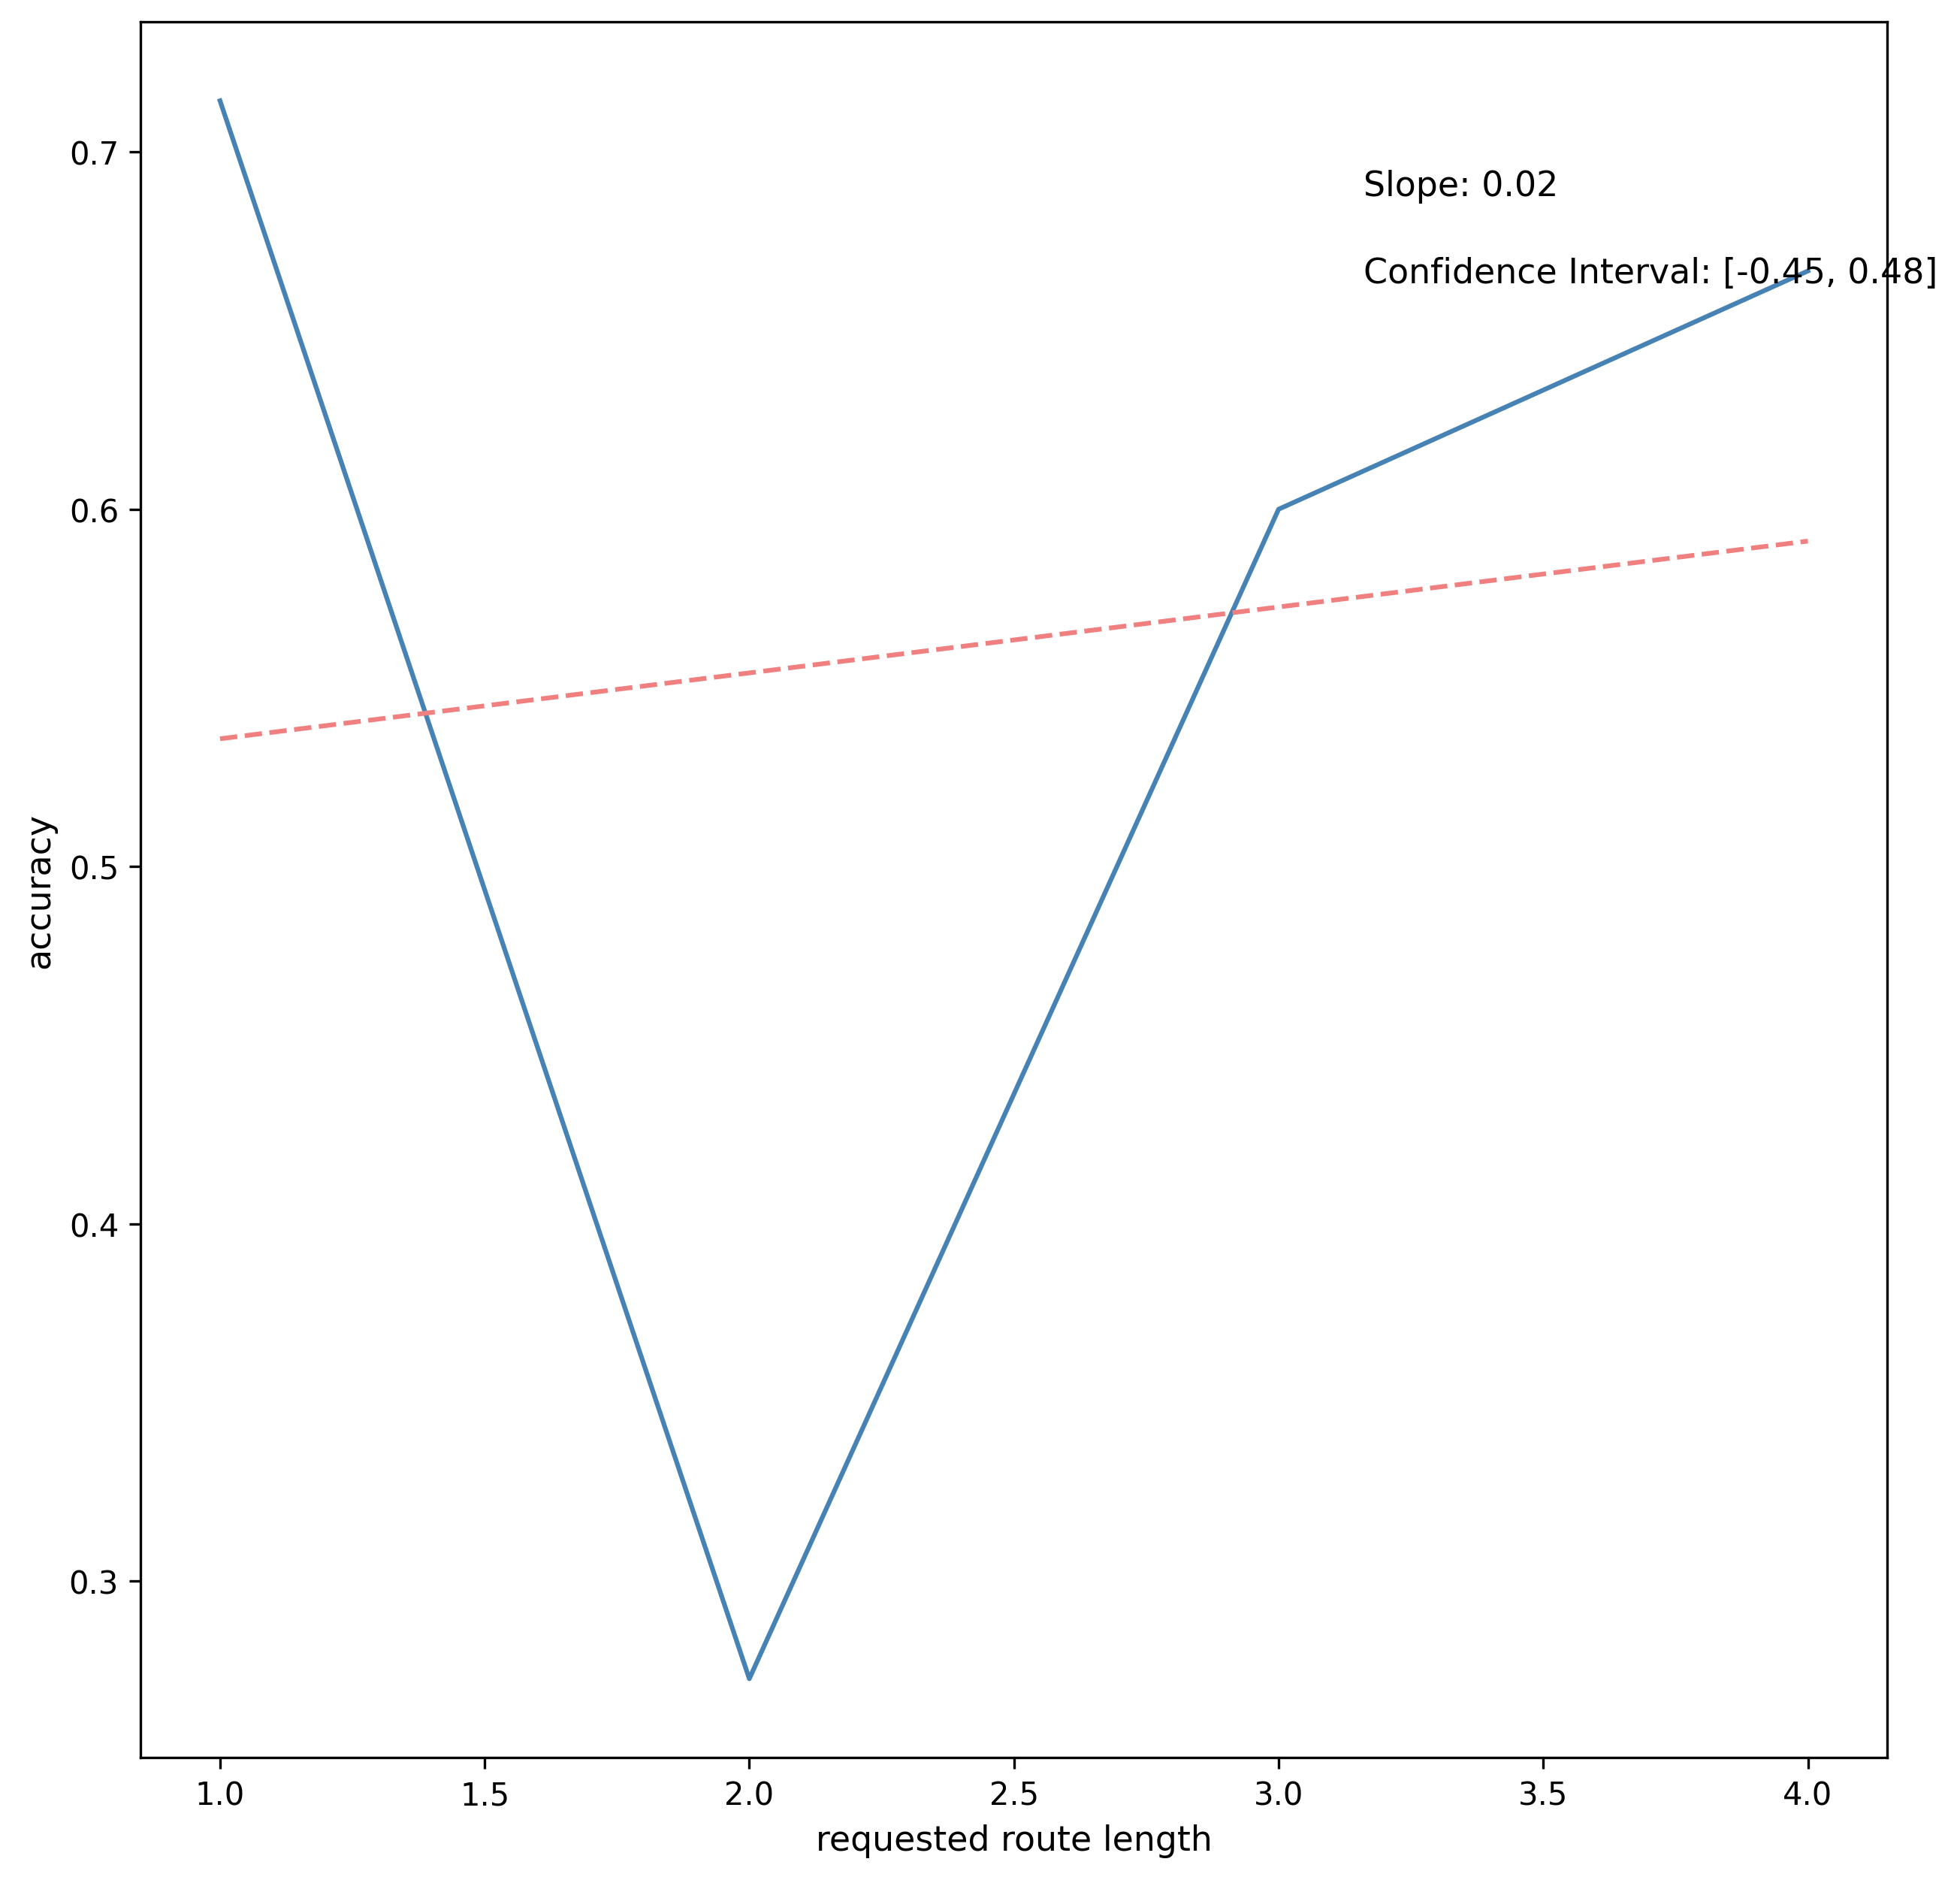 0.7
0.6
0.5
0.4
0.3
accuracy
Slope: 0.02
Confidence Interval: [-0.45, 0.48]
1.0 1.5 2.0 2.5 3.0 3.5 4.0
requested route length